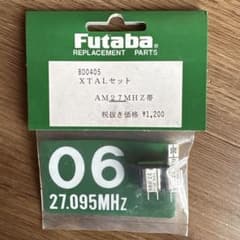 Futaba
REPLACEMENT PARTS
BOO405
XTALセット
AM27MHZ帯
税抜き価格 ¥1,200
06
27.095MHz